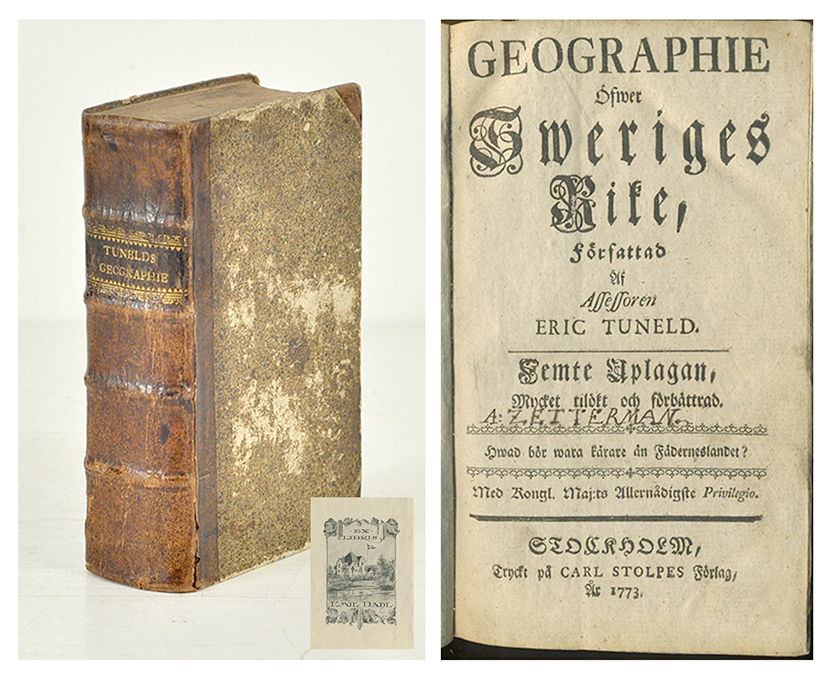 TUNELDS
GEOGRAPHIE
EX
LIBRIS
EMIL DAHL
GEOGRAPHIE
Öfwer
Sweriges
Rike,
Författad
Af
Assessoren
ERIC TUNELD.
Femte Uplagan,
Mycket tilökt och förbättrad.
A: ZETTERMAN.
Hwad bör wara kärare än Fäderneslandet?
Med Kongl. Maj:ts Allernådigste Privilegio.
STOCKHOLM,
Tryckt på CARL STOLPES Förlag,
År 1773.